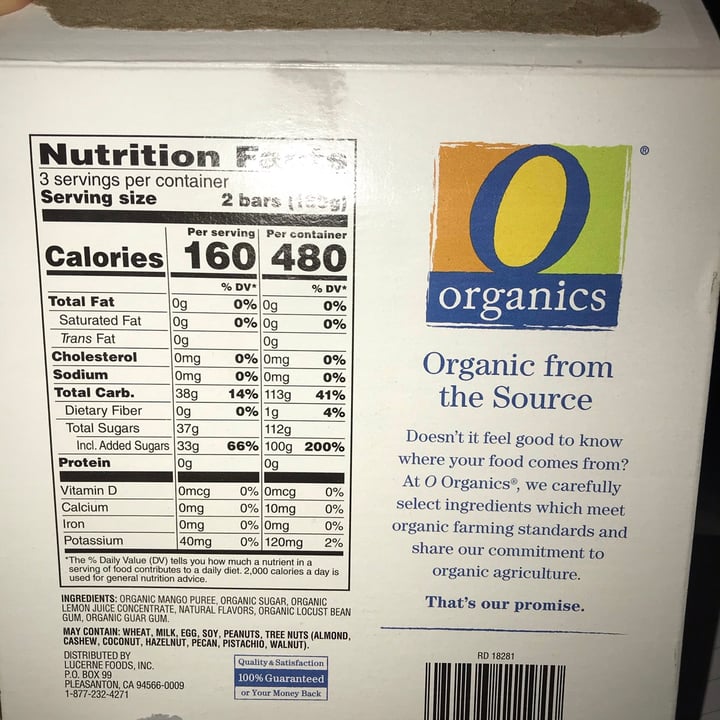 Nutrition Facts
3 servings per container
Serving size 2 bars
Per serving Per container
Calories 160 480
% DV* % DV*
Total Fat 0g 0% 0g 0%
Saturated Fat 0g 0% 0g 0%
Trans Fat 0g 0g
Cholesterol 0mg 0% 0mg 0%
Sodium 0mg 0% 0mg 0%
Total Carb. 38g 14% 113g 41%
Dietary Fiber 0g 0% 1g 4%
Total Sugars 37g 112g
Incl. Added Sugars 33g 66% 100g 200%
Protein 0g 0g
Vitamin D 0mcg 0% 0mcg 0%
Calcium 0mg 0% 10mg 0%
Iron 0mg 0% 0mg 0%
Potassium 40mg 0% 120mg 2%
*The % Daily Value (DV) tells you how much a nutrient in a
serving of food contributes to a daily diet. 2,000 calories a day is
used for general nutrition advice.
INGREDIENTS: ORGANIC MANGO PUREE, ORGANIC SUGAR, ORGANIC
LEMON JUICE CONCENTRATE, NATURAL FLAVORS, ORGANIC LOCUST BEAN
GUM, ORGANIC GUAR GUM.
MAY CONTAIN: WHEAT, MILK, EGG, SOY, PEANUTS, TREE NUTS (ALMOND,
CASHEW, COCONUT, HAZELNUT, PECAN, PISTACHIO, WALNUT).
DISTRIBUTED BY
LUCERNE FOODS, INC.
P.O. BOX 99
PLEASANTON, CA 94566-0009
1-877-232-4271
Quality & Satisfaction
100% Guaranteed
or Your Money Back
O ®
organics
Organic from
the Source
Doesn't it feel good to know
where your food comes from?
At O Organics®, we carefully
select ingredients which meet
organic farming standards and
share our commitment to
organic agriculture.
That's our promise.
RD 18281